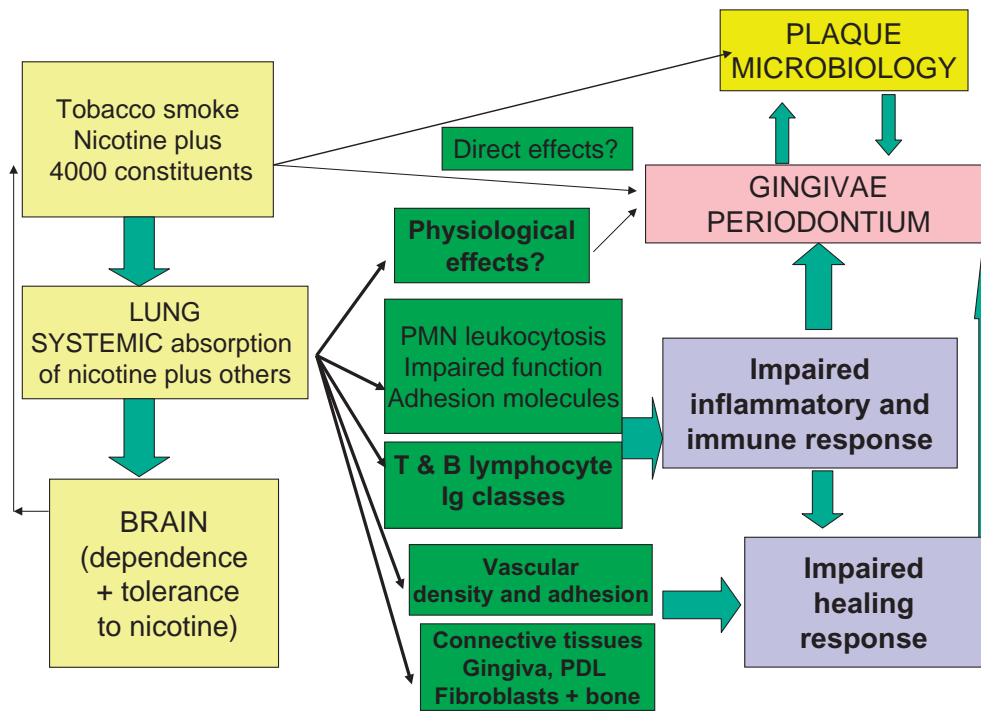 PLAQUE
MICROBIOLOGY
Tobacco smoke
Nicotine plus
4000 constituents
Direct effects?
GINGIVAE
PERIODONTIUM
Physiological
effects?
LUNG
SYSTEMIC absorption
of nicotine plus others
PMN leukocytosis
Impaired function
Adhesion molecules
Impaired
inflammatory and
immune response
T & B lymphocyte
Ig classes
BRAIN
(dependence
+ tolerance
to nicotine)
Vascular
density and adhesion
Impaired
healing
response
Connective tissues
Gingiva, PDL
Fibroblasts + bone